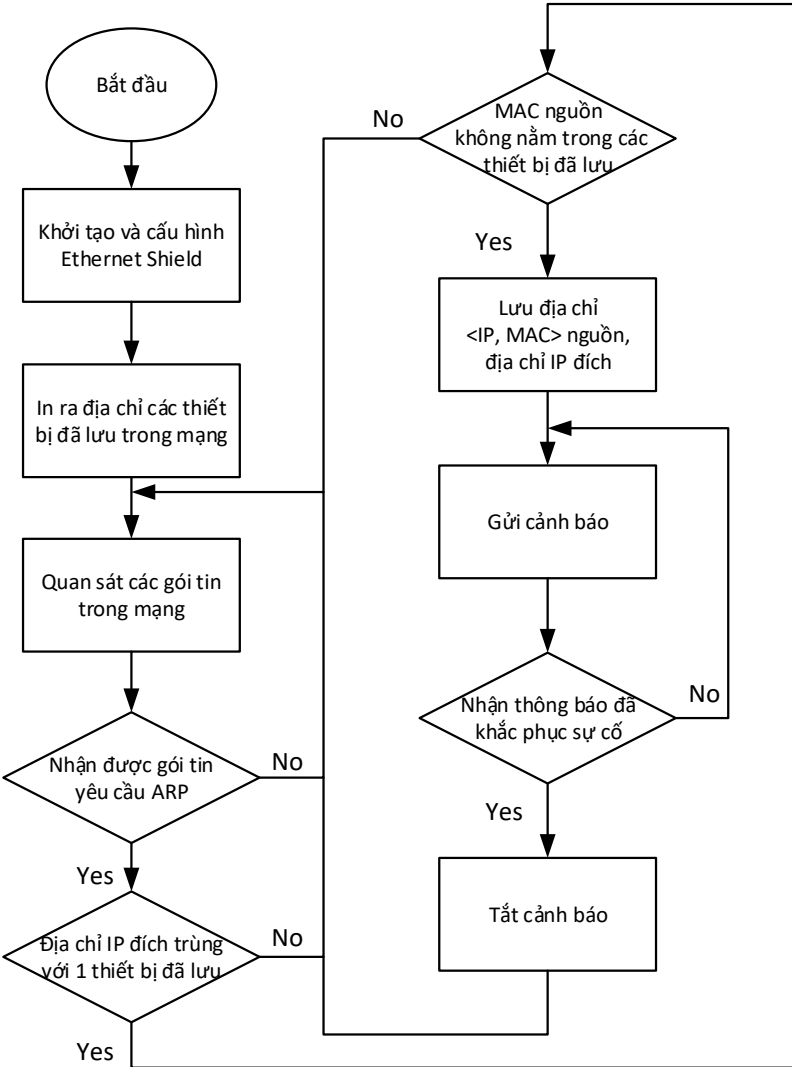 Bắt đầu
Khởi tạo và cấu hình
Ethernet Shield
In ra địa chỉ các thiết
bị đã lưu trong mạng
Quan sát các gói tin
trong mạng
Nhận được gói tin
yêu cầu ARP
No
Yes
Địa chỉ IP đích trùng
với 1 thiết bị đã lưu
No
Yes
MAC nguồn
không nằm trong các
thiết bị đã lưu
No
Yes
Lưu địa chỉ
<IP, MAC> nguồn,
địa chỉ IP đích
Gửi cảnh báo
Nhận thông báo đã
khắc phục sự cố
No
Yes
Tắt cảnh báo